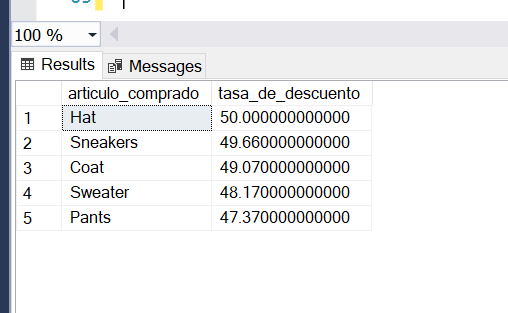 100 %
Results Messages
articulo_comprado tasa_de_descuento
1 Hat 50.000000000000
2 Sneakers 49.660000000000
3 Coat 49.070000000000
4 Sweater 48.170000000000
5 Pants 47.370000000000